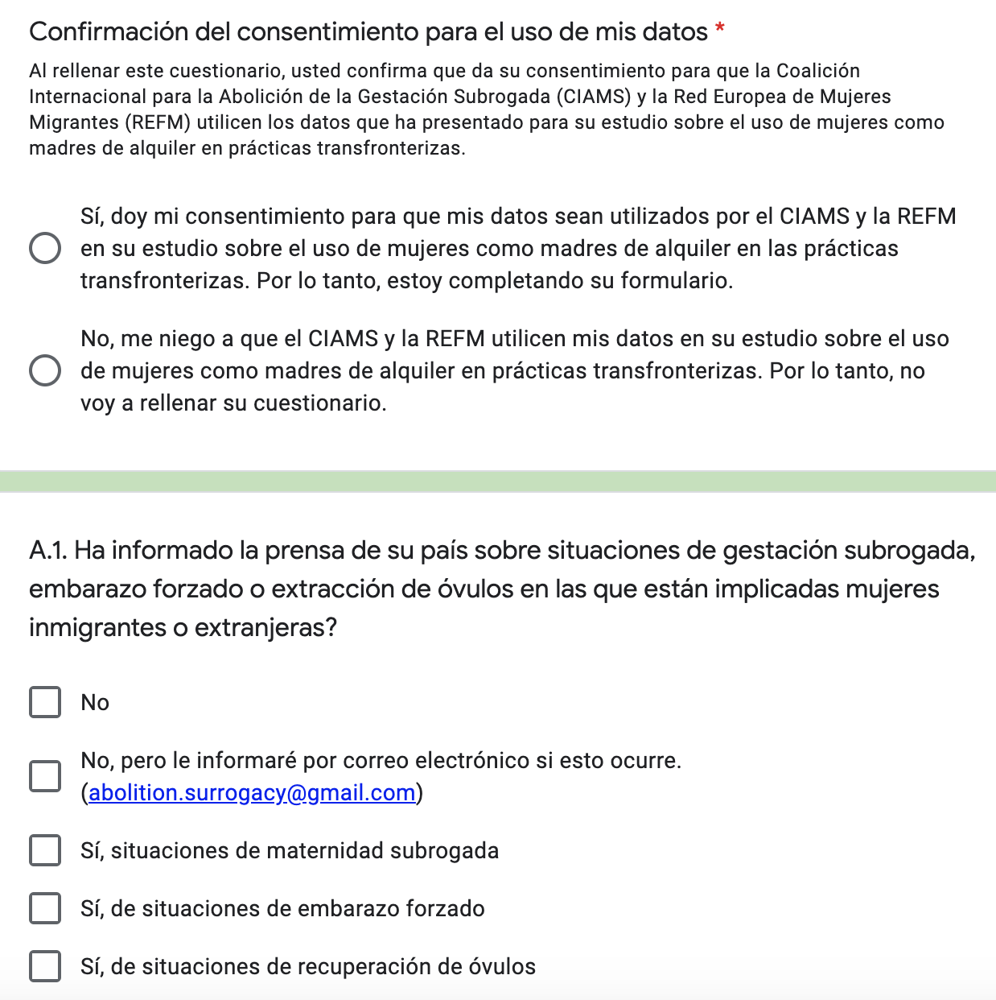 Confirmación del consentimiento para el uso de mis datos *
Al rellenar este cuestionario, usted confirma que da su consentimiento para que la Coalición
Internacional para la Abolición de la Gestación Subrogada (CIAMS) y la Red Europea de Mujeres
Migrantes (REFM) utilicen los datos que ha presentado para su estudio sobre el uso de mujeres como
madres de alquiler en prácticas transfronterizas.
Sí, doy mi consentimiento para que mis datos sean utilizados por el CIAMS y la REFM
en su estudio sobre el uso de mujeres como madres de alquiler en las prácticas
transfronterizas. Por lo tanto, estoy completando su formulario.
No, me niego a que el CIAMS y la REFM utilicen mis datos en su estudio sobre el uso
de mujeres como madres de alquiler en prácticas transfronterizas. Por lo tanto, no
voy a rellenar su cuestionario.
A.1. Ha informado la prensa de su país sobre situaciones de gestación subrogada,
embarazo forzado o extracción de óvulos en las que están implicadas mujeres
inmigrantes o extranjeras?
No
No, pero le informaré por correo electrónico si esto ocurre.
(abolition.surrogacy@gmail.com)
Sí, situaciones de maternidad subrogada
Sí, de situaciones de embarazo forzado
Sí, de situaciones de recuperación de óvulos